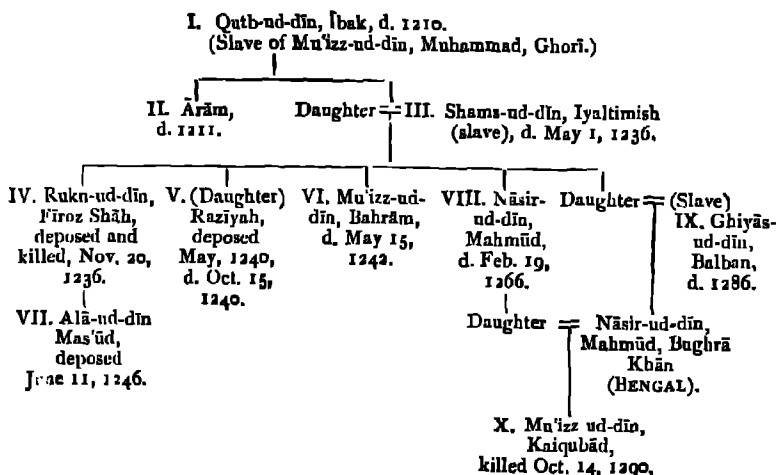 I. Qutb-ud-dīn, Ībak, d. 1210.
(Slave of Mu'izz-ud-dīn, Muhammad, Ghorī.)
II. Ārām,
d. 1211.
Daughter = III. Shams-ud-dīn, Iyaltimish
(slave), d. May 1, 1236.
IV. Rukn-ud-dīn,
Fīroz Shāh,
deposed and
killed, Nov. 20,
1236.
V. (Daughter)
Razīyah,
deposed
May, 1240,
d. Oct. 15,
1240.
VI. Mu'izz-ud-
dīn, Bahrām,
d. May 15,
1242.
VIII. Nāsir-
ud-dīn,
Mahmūd,
d. Feb. 19,
1266.
Daughter = (Slave)
IX. Ghiyās-
ud-dīn,
Balban,
d. 1286.
VII. Alā-ud-dīn
Mas'ūd,
deposed
June 11, 1246.
Daughter = Nāsir-ud-dīn,
Mahmūd, Bughrā
Khān
(BENGAL).
X. Mu'izz ud-dīn,
Kaiqubād,
killed Oct. 14, 1290,